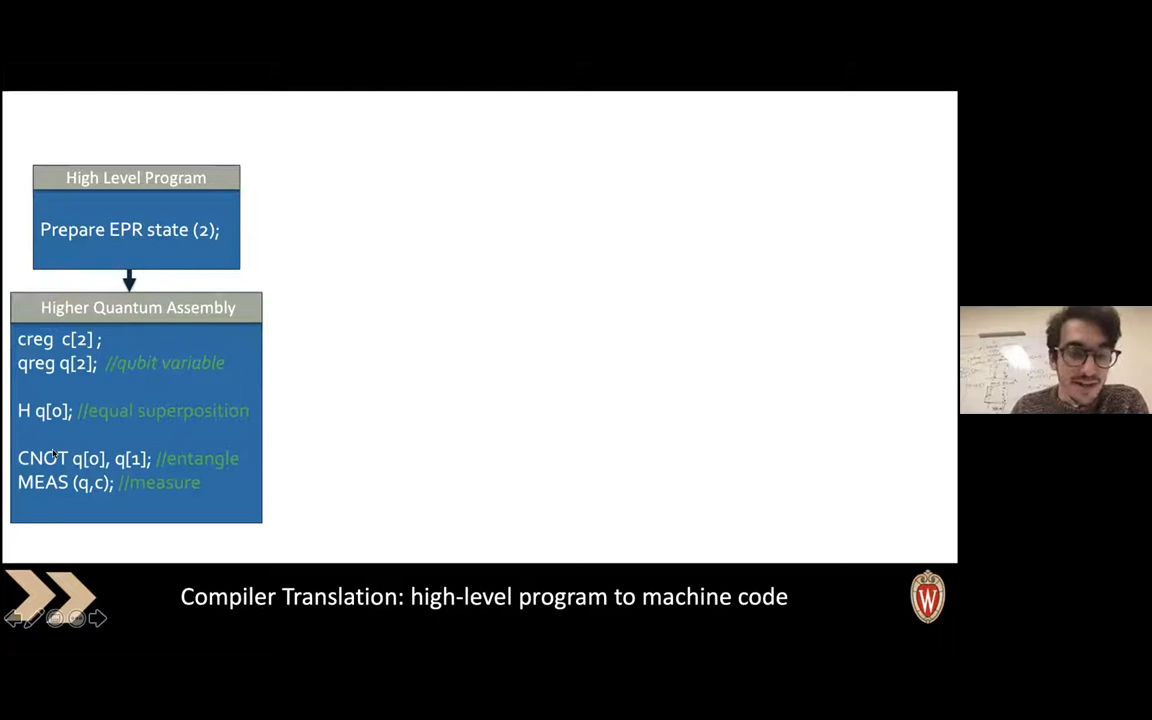 High Level Program
Prepare EPR state (2);
Higher Quantum Assembly
creg c[2] ;
qreg q[2]; //qubit variable
H q[0]; //equal superposition
CNOT q[0], q[1]; //entangle
MEAS (q,c); //measure
Compiler Translation: high-level program to machine code
W